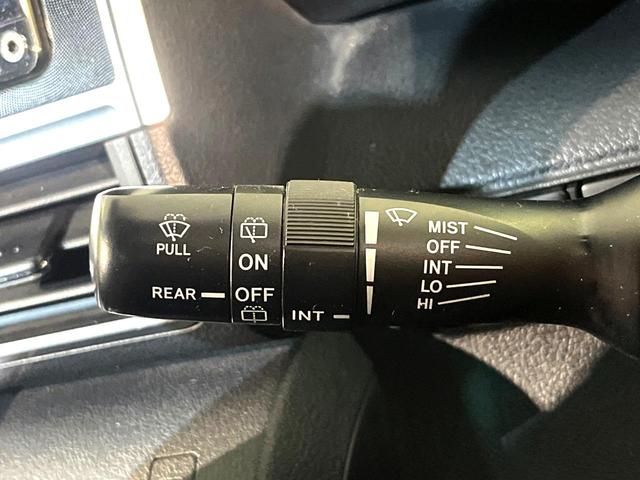 PULL
REAR
ON
OFF
INT
MIST
OFF
INT
LO
HI